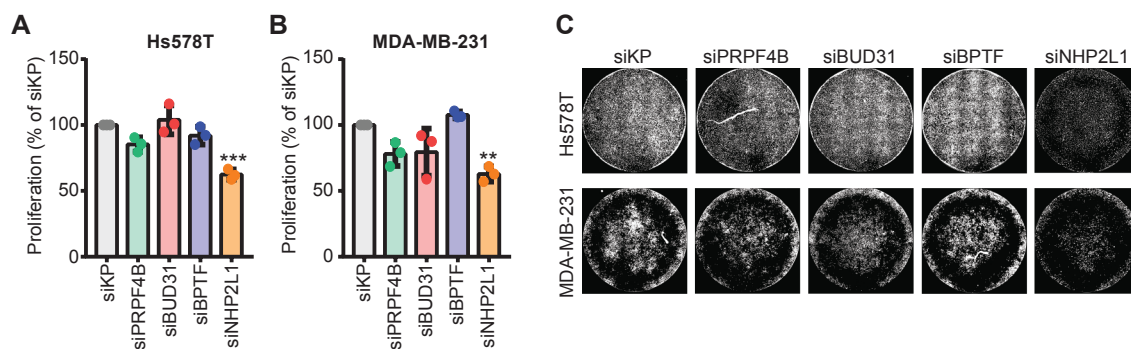 A
Hs578T
Proliferation (% of siKP)
150
100
50
0
***
siKP
siPRPF4B
siBUD31
siBPTF
siNHP2L1
B
MDA-MB-231
Proliferation (% of siKP)
150
100
50
0
**
siKP
siPRPF4B
siBUD31
siBPTF
siNHP2L1
C
siKP siPRPF4B siBUD31 siBPTF siNHP2L1
Hs578T
MDA-MB-231